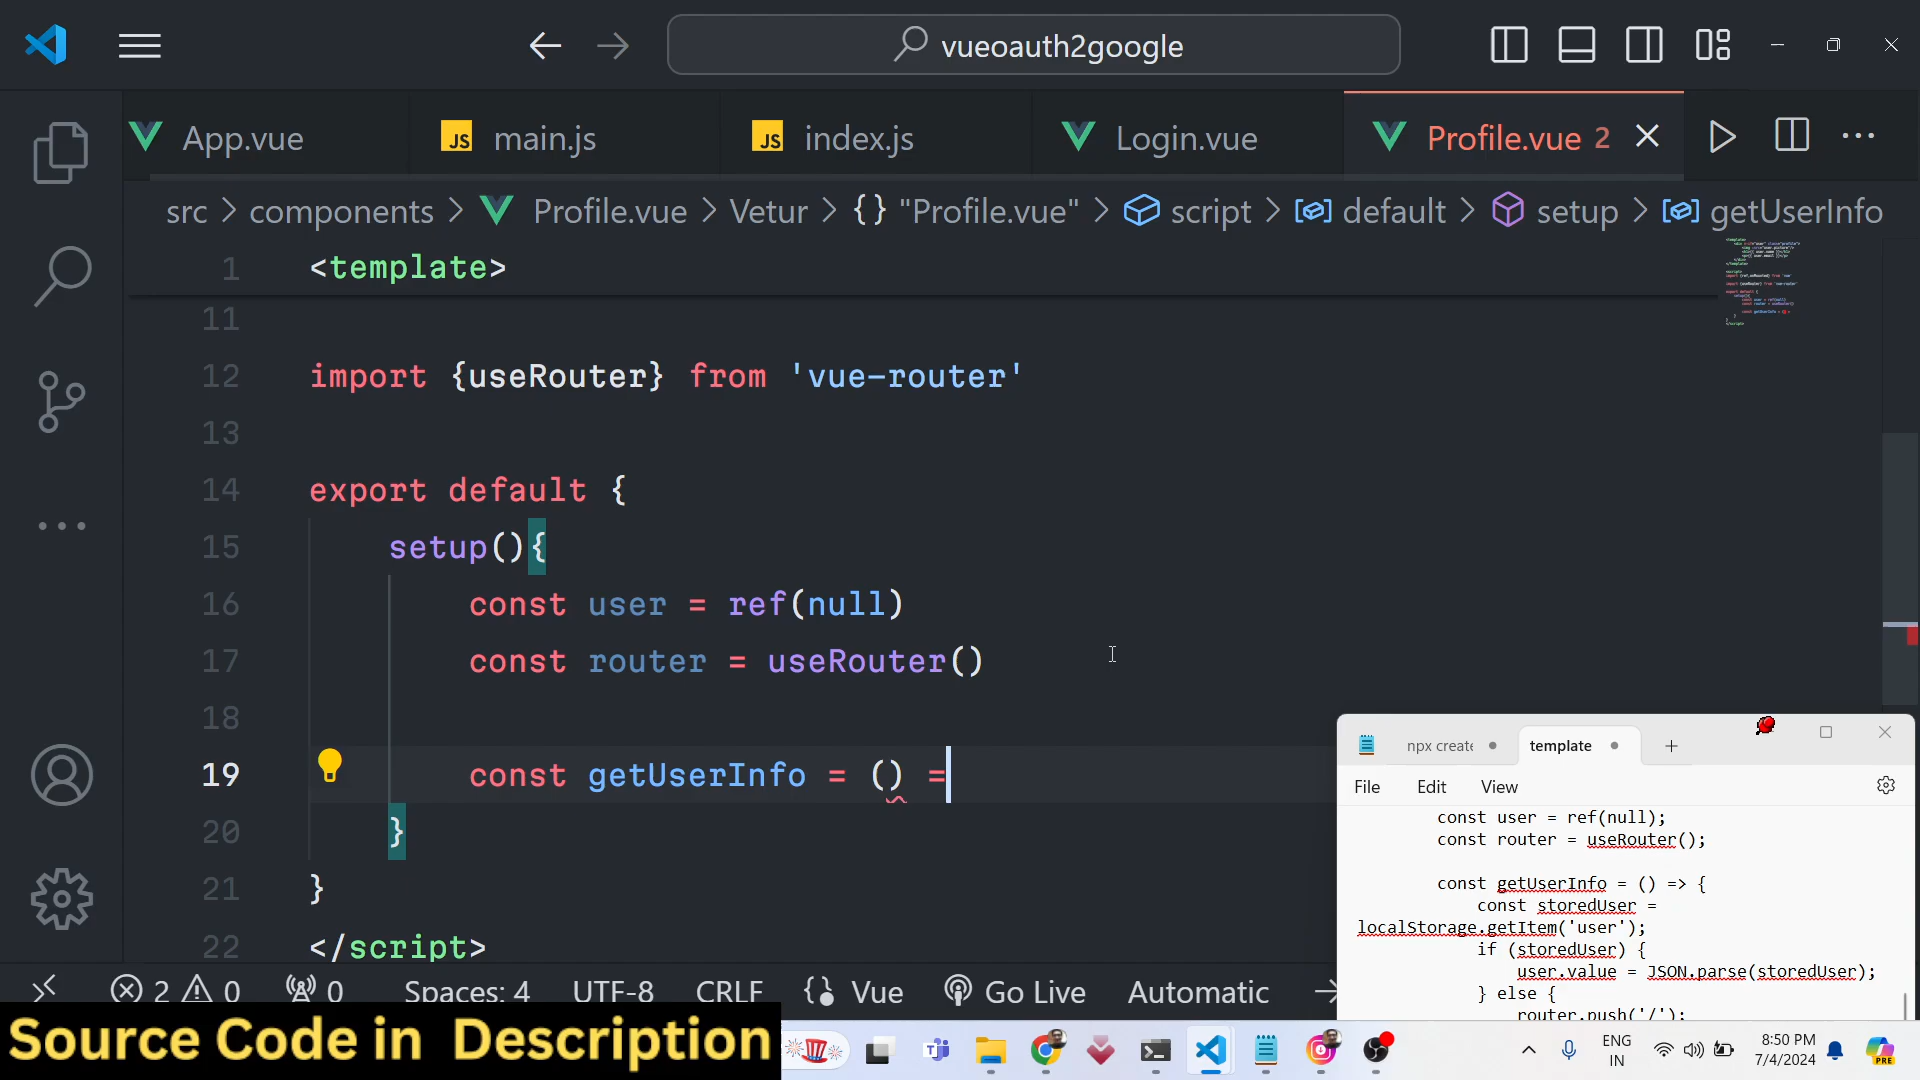 vueoauth2google
App.vue
JS main.js
JS index.js
Login.vue
Profile.vue 2
src > components > Profile.vue > Vetur > {} "Profile.vue" > script > default > setup > getUserInfo
1 <template>
11
12 import {useRouter} from 'vue-router'
13
14 export default {
15 setup(){
16 const user = ref(null)
17 const router = useRouter()
18
19 const getUserInfo = () =
20 }
21 }
22 </script>
2 0 0 Spaces: 4 UTF-8 CRLF {} Vue Go Live Automatic
npx create template
File Edit View
const user = ref(null);
const router = useRouter();
const getUserInfo = () => {
const storedUser =
localStorage.getItem('user');
if (storedUser) {
user.value = JSON.parse(storedUser);
} else {
router.push('/');
Source Code in Description
ENG
IN
8:50 PM
7/4/2024
PRE